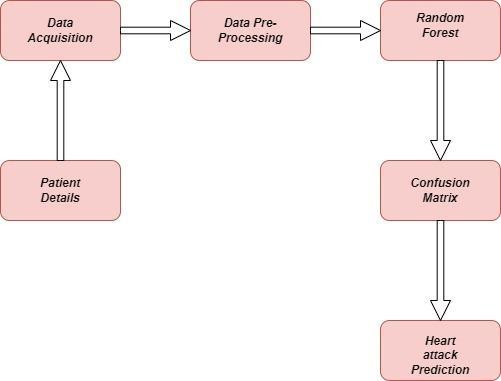 Data
Acquisition
Data Pre-
Processing
Random
Forest
Patient
Details
Confusion
Matrix
Heart
attack
Prediction